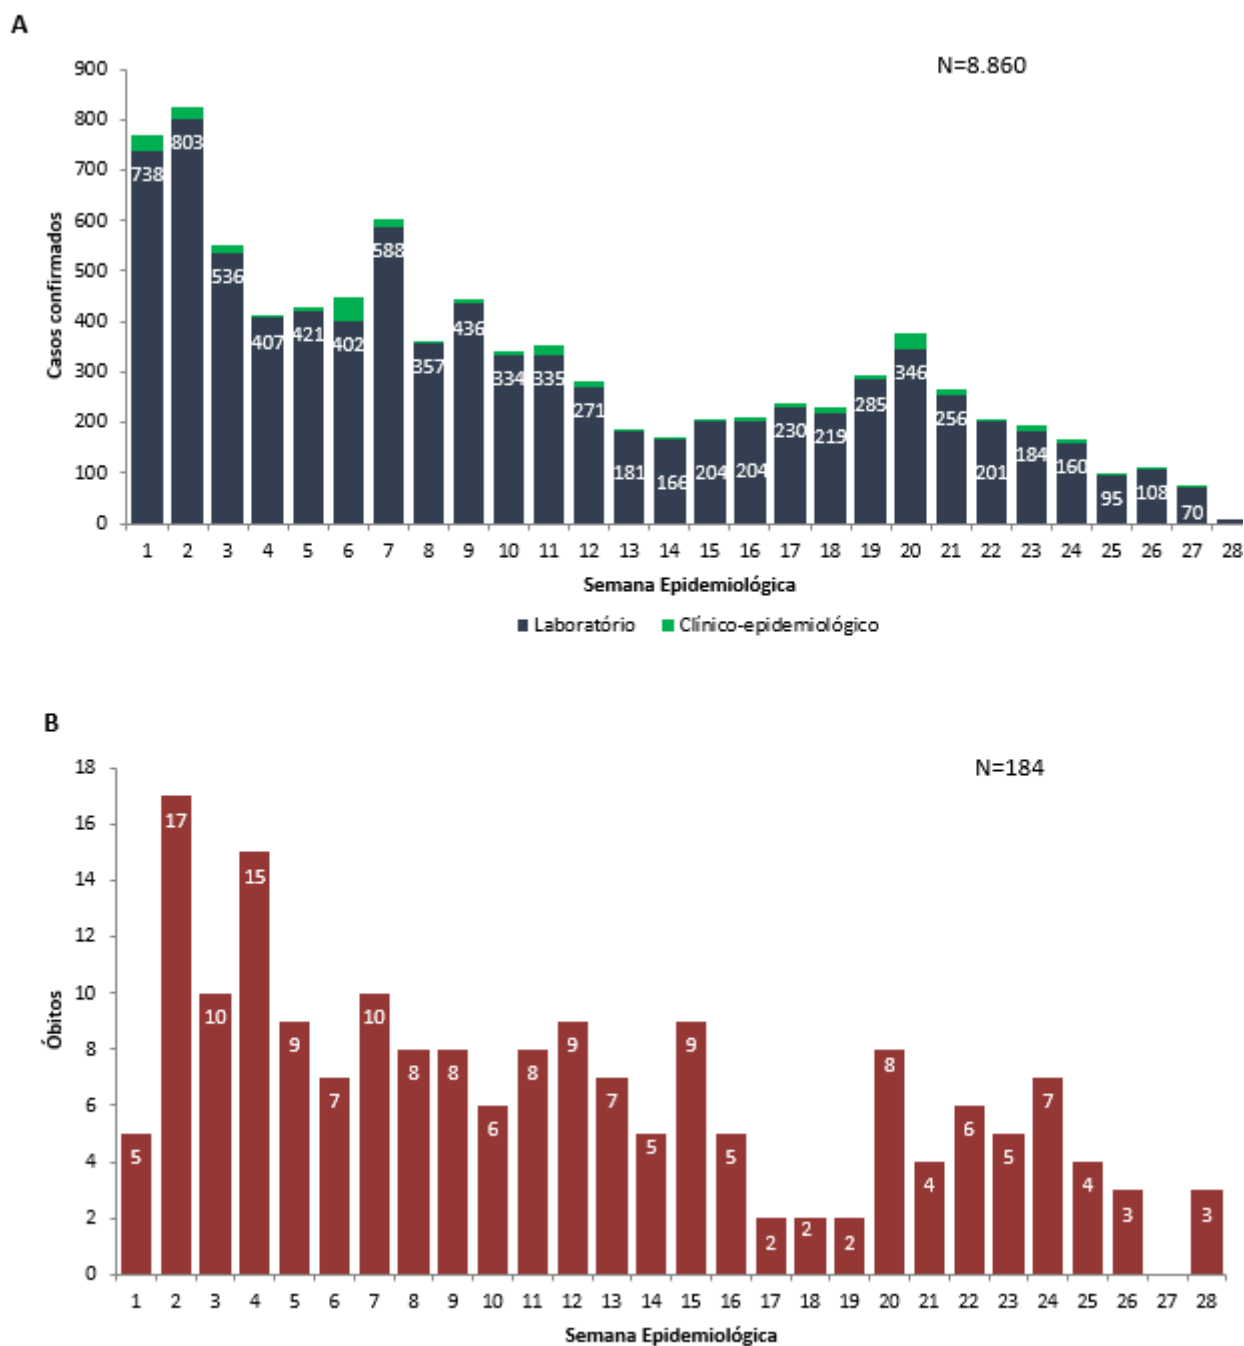 A
N=8.860
900
800
700
600
500
400
300
200
100
0
Casos confirmados
738 803 536 407 421 402 588 357 436 334 335 271 181 166 204 204 230 219 285 346 256 201 184 160 95 108 70
1 2 3 4 5 6 7 8 9 10 11 12 13 14 15 16 17 18 19 20 21 22 23 24 25 26 27 28
Semana Epidemiológica
Laboratório Clínico-epidemiológico
B
N=184
18
16
14
12
10
8
6
4
2
0
Óbitos
5 17 10 15 9 7 10 8 8 6 8 9 7 5 9 5 2 2 2 8 4 6 5 7 4 3 3
1 2 3 4 5 6 7 8 9 10 11 12 13 14 15 16 17 18 19 20 21 22 23 24 25 26 27 28
Semana Epidemiológica